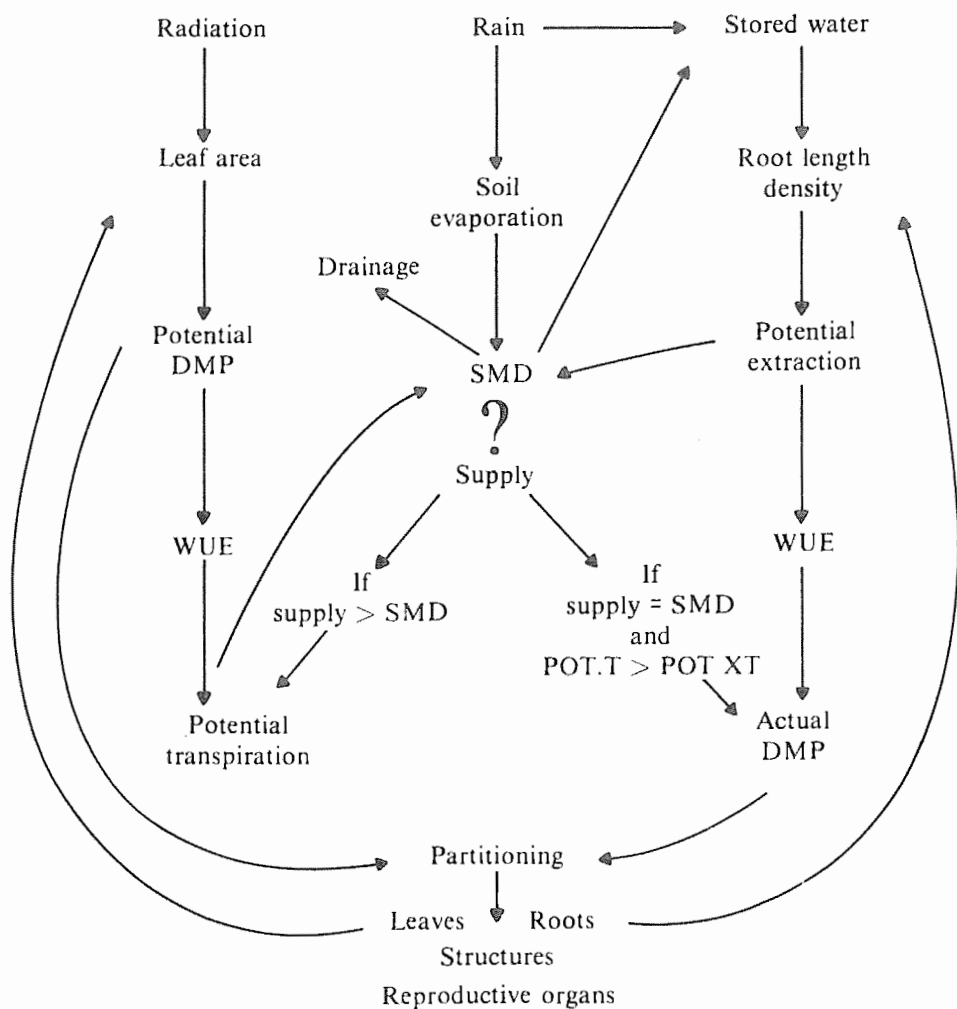 Radiation
Rain
Stored water
Leaf area
Root length
density
Soil
evaporation
Drainage
Potential
DMP
SMD
Potential
extraction
?
Supply
WUE
WUE
If
supply > SMD
If
supply = SMD
and
POT.T > POT XT
Potential
transpiration
Actual
DMP
Partitioning
Leaves
Roots
Structures
Reproductive organs